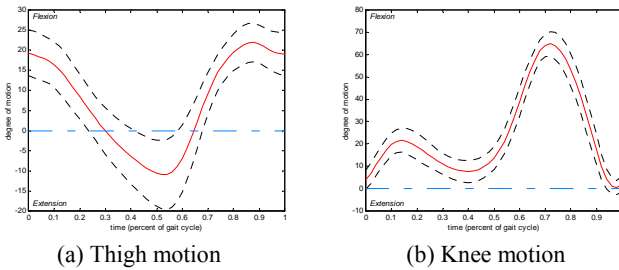 30
Flexion
25
20
15
10
5
0
-5
-10
-15
Extension
-20
0 0.1 0.2 0.3 0.4 0.5 0.6 0.7 0.8 0.9 1
degree of motion
time (percent of gait cycle)
(a) Thigh motion
80
Flexion
70
60
50
40
30
20
10
0
Extension
-10
0 0.1 0.2 0.3 0.4 0.5 0.6 0.7 0.8 0.9 1
degree of motion
time (percent of gait cycle)
(b) Knee motion